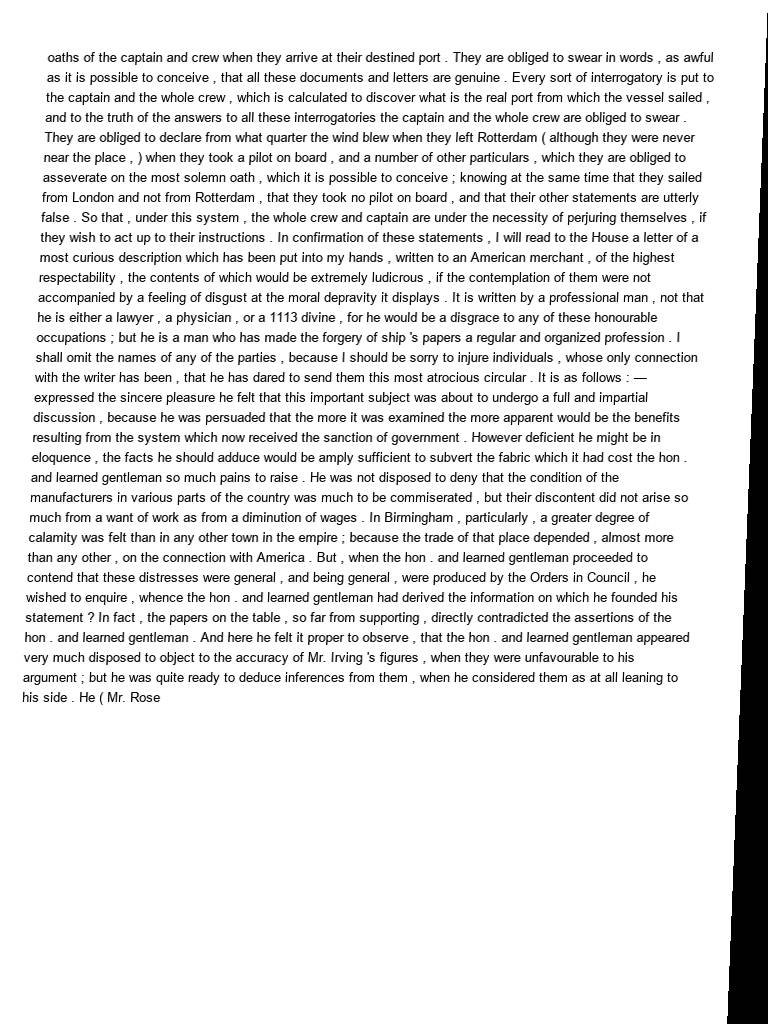 oaths of the captain and crew when they arrive at their destined port . They are obliged to swear in words , as awful
as it is possible to conceive , that all these documents and letters are genuine . Every sort of interrogatory is put to
the captain and the whole crew , which is calculated to discover what is the real port from which the vessel sailed ,
and to the truth of the answers to all these interrogatories the captain and the whole crew are obliged to swear .
They are obliged to declare from what quarter the wind blew when they left Rotterdam ( although they were never
near the place , ) when they took a pilot on board , and a number of other particulars , which they are obliged to
asseverate on the most solemn oath , which it is possible to conceive ; knowing at the same time that they sailed
from London and not from Rotterdam , that they took no pilot on board , and that their other statements are utterly
false . So that , under this system , the whole crew and captain are under the necessity of perjuring themselves , if
they wish to act up to their instructions . In confirmation of these statements , I will read to the House a letter of a
most curious description which has been put into my hands , written to an American merchant , of the highest
respectability , the contents of which would be extremely ludicrous , if the contemplation of them were not
accompanied by a feeling of disgust at the moral depravity it displays . It is written by a professional man , not that
he is either a lawyer , a physician , or a 1113 divine , for he would be a disgrace to any of these honourable
occupations ; but he is a man who has made the forgery of ship 's papers a regular and organized profession . I
shall omit the names of any of the parties , because I should be sorry to injure individuals , whose only connection
with the writer has been , that he has dared to send them this most atrocious circular . It is as follows : —
expressed the sincere pleasure he felt that this important subject was about to undergo a full and impartial
discussion , because he was persuaded that the more it was examined the more apparent would be the benefits
resulting from the system which now received the sanction of government . However deficient he might be in
eloquence , the facts he should adduce would be amply sufficient to subvert the fabric which it had cost the hon .
and learned gentleman so much pains to raise . He was not disposed to deny that the condition of the
manufacturers in various parts of the country was much to be commiserated , but their discontent did not arise so
much from a want of work as from a diminution of wages . In Birmingham , particularly , a greater degree of
calamity was felt than in any other town in the empire ; because the trade of that place depended , almost more
than any other , on the connection with America . But , when the hon . and learned gentleman proceeded to
contend that these distresses were general , and being general , were produced by the Orders in Council , he
wished to enquire , whence the hon . and learned gentleman had derived the information on which he founded his
statement ? In fact , the papers on the table , so far from supporting , directly contradicted the assertions of the
hon . and learned gentleman . And here he felt it proper to observe , that the hon . and learned gentleman appeared
very much disposed to object to the accuracy of Mr. Irving 's figures , when they were unfavourable to his
argument ; but he was quite ready to deduce inferences from them , when he considered them as at all leaning to
his side . He ( Mr. Rose